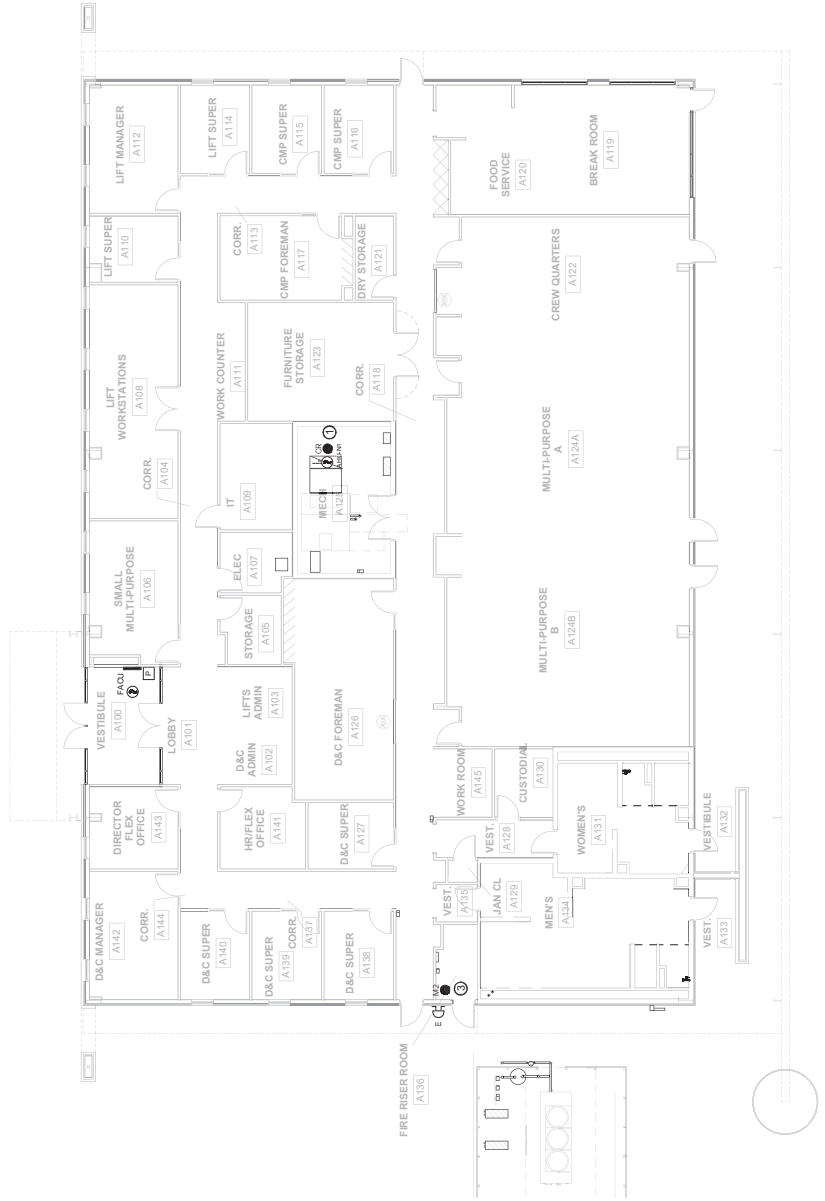 LIFT MANAGER
A112
LIFT SUPER
A114
CMP SUPER
A115
CMP SUPER
A116
FOOD
SERVICE
A120
BREAK ROOM
A119
LIFT SUPER
A110
CORR.
A113
CMP FOREMAN
A117
DRY STORAGE
A121
CREW QUARTERS
A122
LIFT
WORKSTATIONS
A108
WORK COUNTER
A111
FURNITURE
STORAGE
A123
CORR.
A118
MULTI-PURPOSE
A
A124A
CORR.
A104
IT
A109
1
CR
MECH
SMALL
MULTI-PURPOSE
A106
ELEC
A107
STORAGE
A105
MULTI-PURPOSE
B
A124B
FACU
P
VESTIBULE
A100
LOBBY
A101
LIFTS
ADMIN
A103
D&C
ADMIN
A102
D&C FOREMAN
A126
DIRECTOR
FLEX
OFFICE
A143
HR/FLEX
OFFICE
A141
D&C SUPER
A127
WORK ROOM
A145
CUSTODIAL
A130
VEST.
A128
WOMEN'S
A131
VESTIBULE
A132
D&C MANAGER
A142
CORR.
A144
D&C SUPER
A140
D&C SUPER
A139
CORR.
A137
D&C SUPER
A138
VEST.
A135
JAN CL
A129
MEN'S
A134
VEST.
A133
M2
3
E
FIRE RISER ROOM
A136